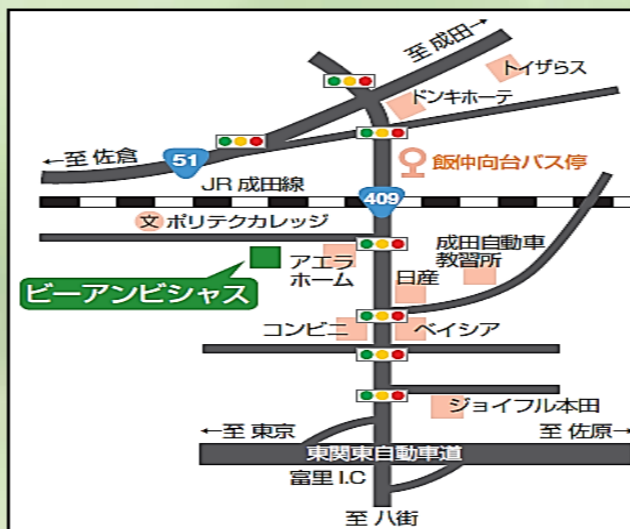 至 成田
トイザらス
ドンキホーテ
←至 佐倉
51
飯仲向台バス停
JR 成田線
409
文 ポリテクカレッジ
成田自動車
教習所
アエラ
ホーム
日産
ビーアンビシャス
コンビニ
ベイシア
ジョイフル本田
←至 東京
至 佐原→
東関東自動車道
富里 I.C
至 八街